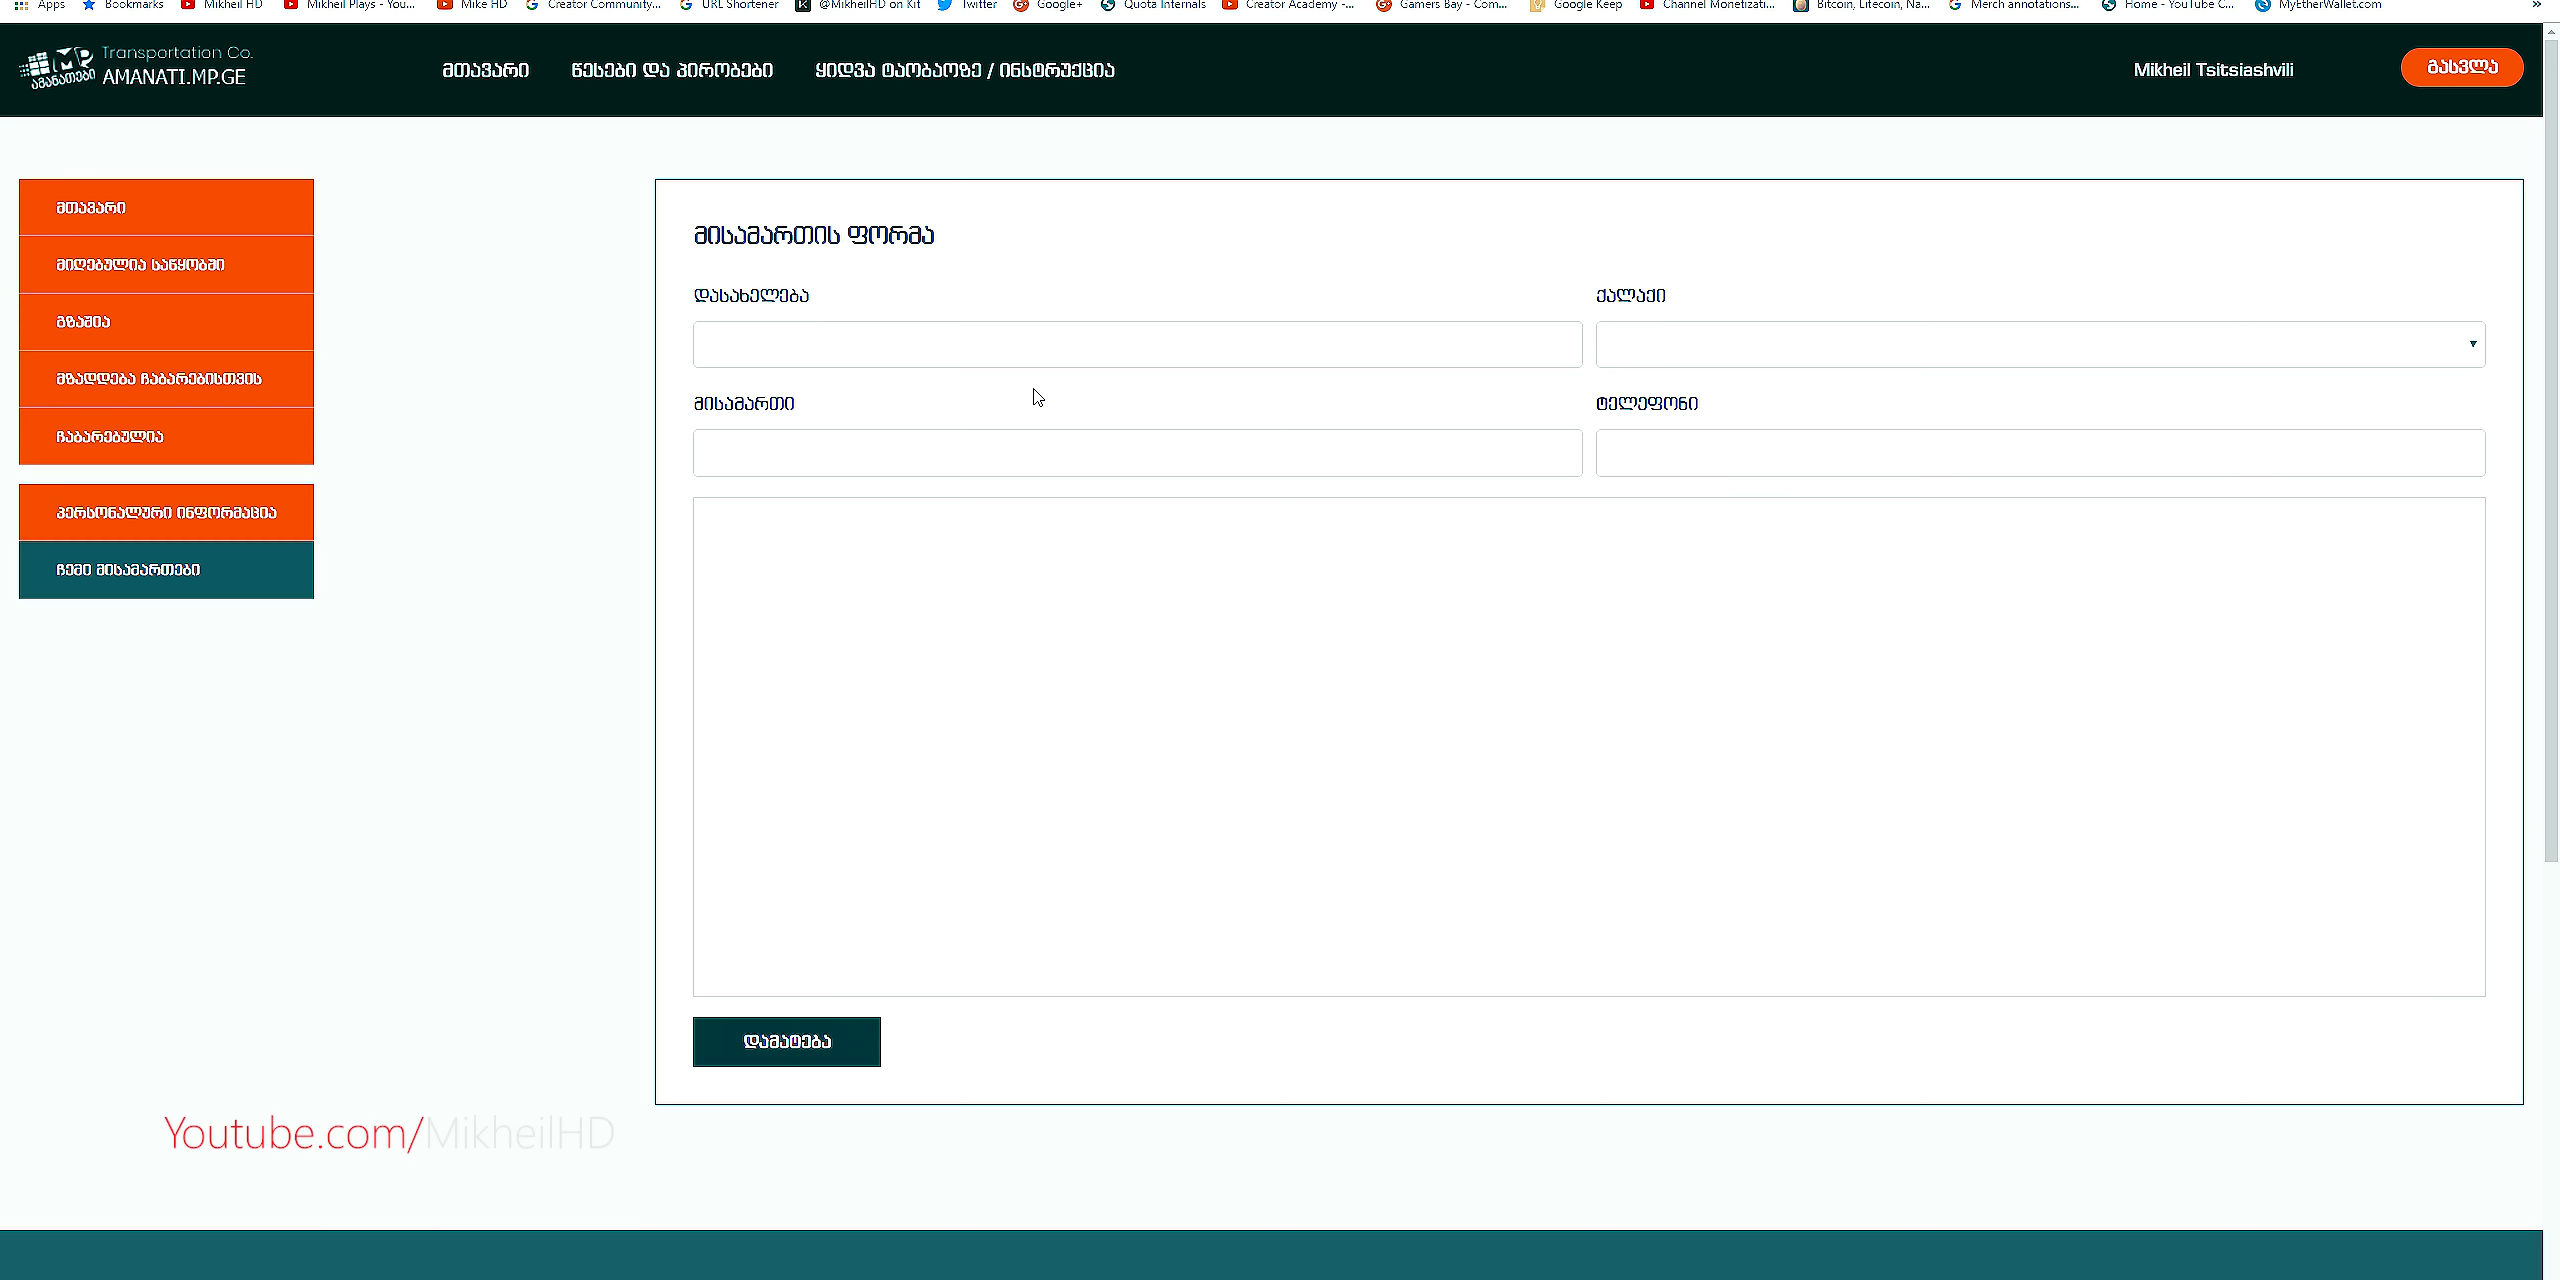 Apps Bookmarks Mikheil HD Mikheil Plays - You... Mike HD Creator Community... URL Shortener @MikheilHD on Kit Twitter Google+ Quota Internals Creator Academy -... Gamers Bay - Com... Google Keep Channel Monetizati... Bitcoin, Litecoin, Na... Merch annotations... Home - YouTube C... MyEtherWallet.com »
MP Transportation Co.
ამანათები AMANATI.MP.GE
მთავარი წესები და პირობები ყიდვა ტაობაოზე / ინსტრუქცია Mikheil Tsitsiashvili გასვლა
მთავარი
მიღებულია საწყობში
გზაშია
მზადდება ჩაბარებისთვის
ჩაბარებულია
პერსონალური ინფორმაცია
ჩემი მისამართები
მისამართის ფორმა
დასახელება ქალაქი
მისამართი ტელეფონი
დამატება
Youtube.com/MikheilHD